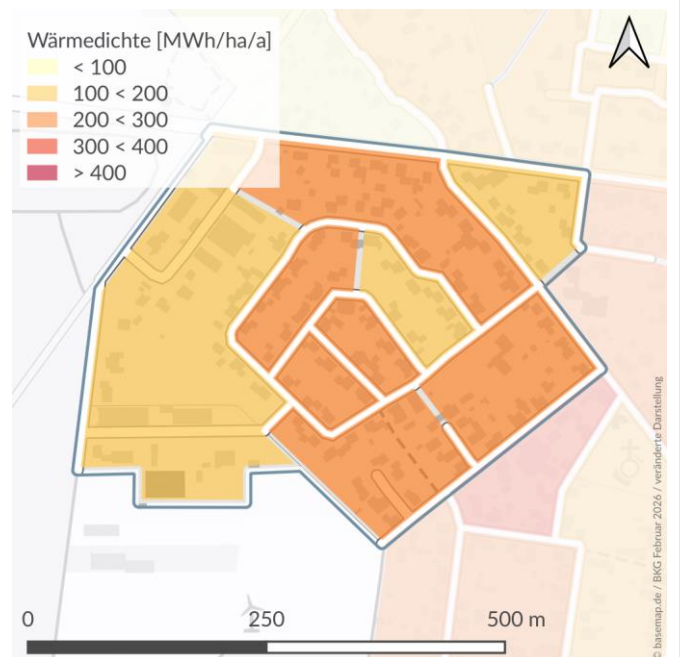 Wärmedichte [MWh/ha/a]
< 100
100 < 200
200 < 300
300 < 400
> 400
0 250 500 m
© basemap.de / BKG Februar 2026 / veränderte Darstellung